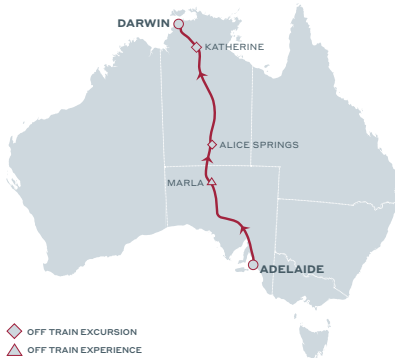 DARWIN
KATHERINE
ALICE SPRINGS
MARLA
ADELAIDE
OFF TRAIN EXCURSION
OFF TRAIN EXPERIENCE